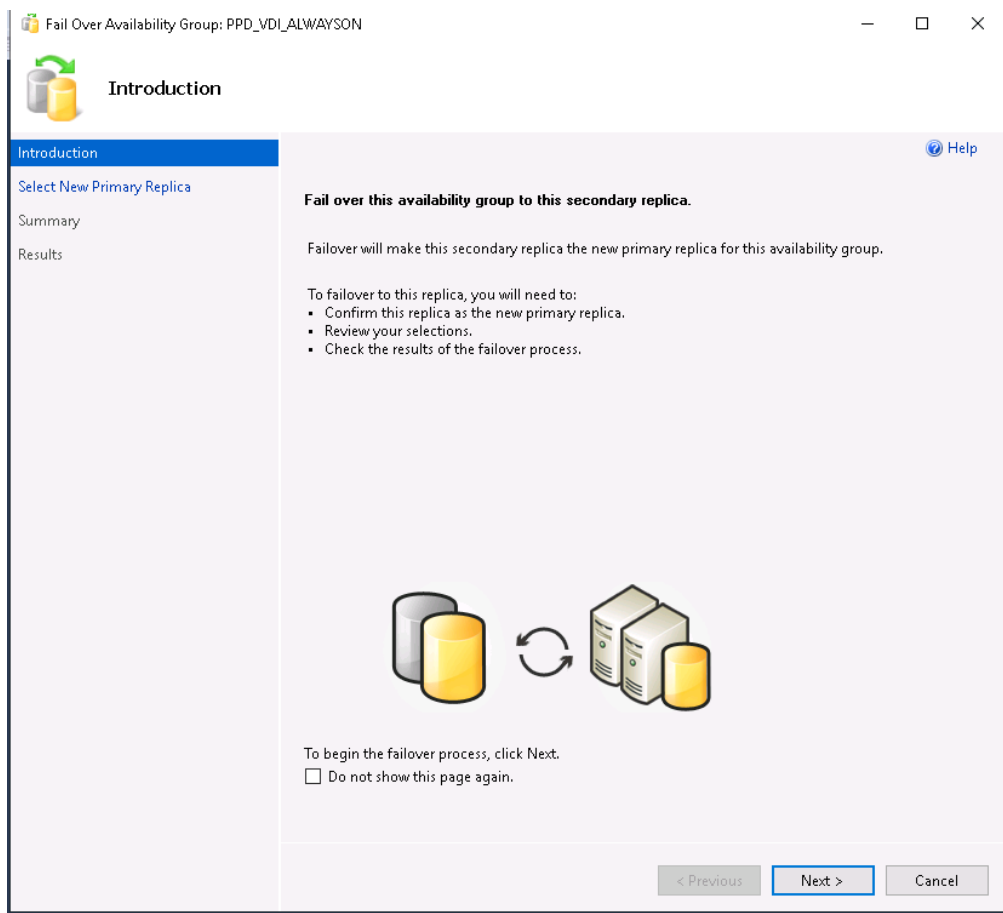 Fail Over Availability Group: PPD_VDI_ALWAYSON
Introduction
Introduction
Select New Primary Replica
Summary
Results
Help
Fail over this availability group to this secondary replica.
Failover will make this secondary replica the new primary replica for this availability group.
To failover to this replica, you will need to:
• Confirm this replica as the new primary replica.
• Review your selections.
• Check the results of the failover process.
To begin the failover process, click Next.
Do not show this page again.
< Previous
Next >
Cancel